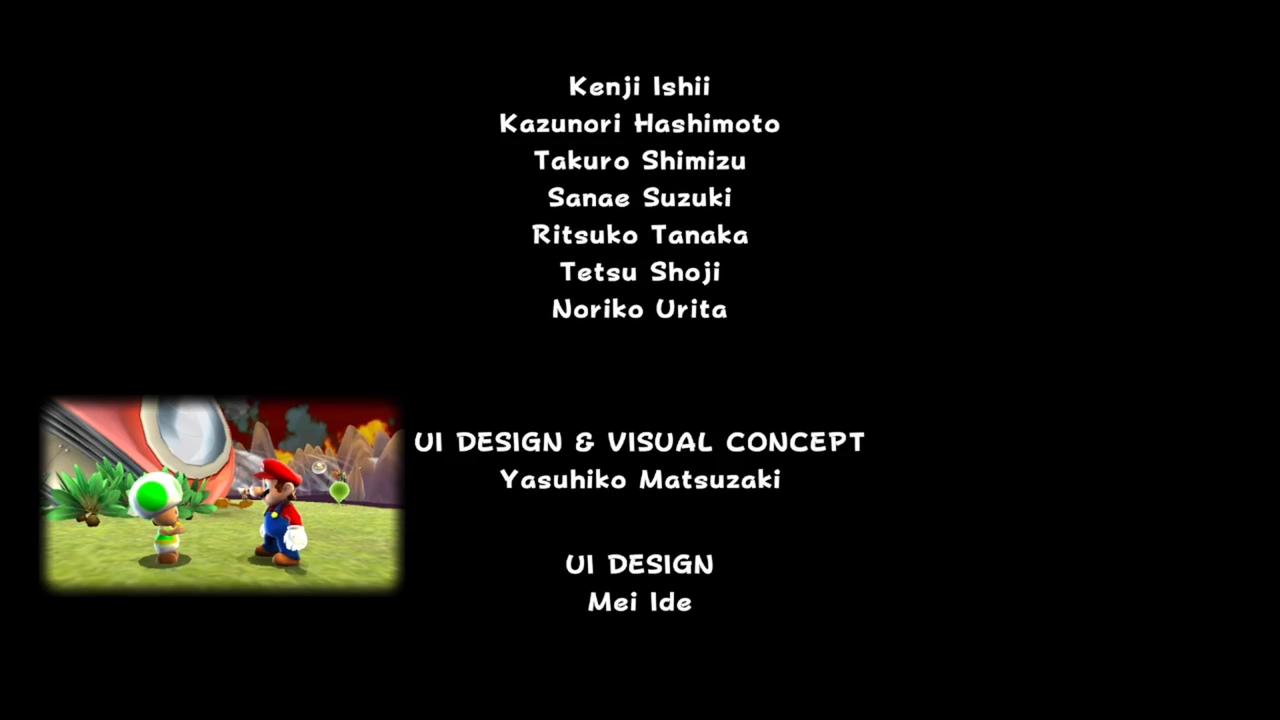 Kenji Ishii
Kazunori Hashimoto
Takuro Shimizu
Sanae Suzuki
Ritsuko Tanaka
Tetsu Shoji
Noriko Urita
UI DESIGN & VISUAL CONCEPT
Yasuhiko Matsuzaki
UI DESIGN
Mei Ide